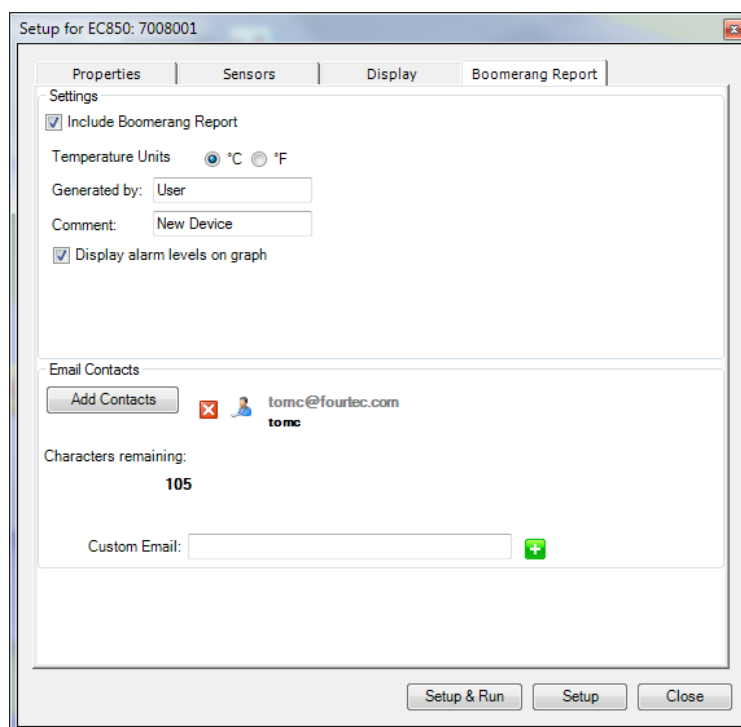 Setup for EC850: 7008001
Properties Sensors Display Boomerang Report
Settings
Include Boomerang Report
Temperature Units °C °F
Generated by: User
Comment: New Device
Display alarm levels on graph
Email Contacts
Add Contacts tomc@fourtec.com
tomc
Characters remaining:
105
Custom Email:
Setup & Run Setup Close